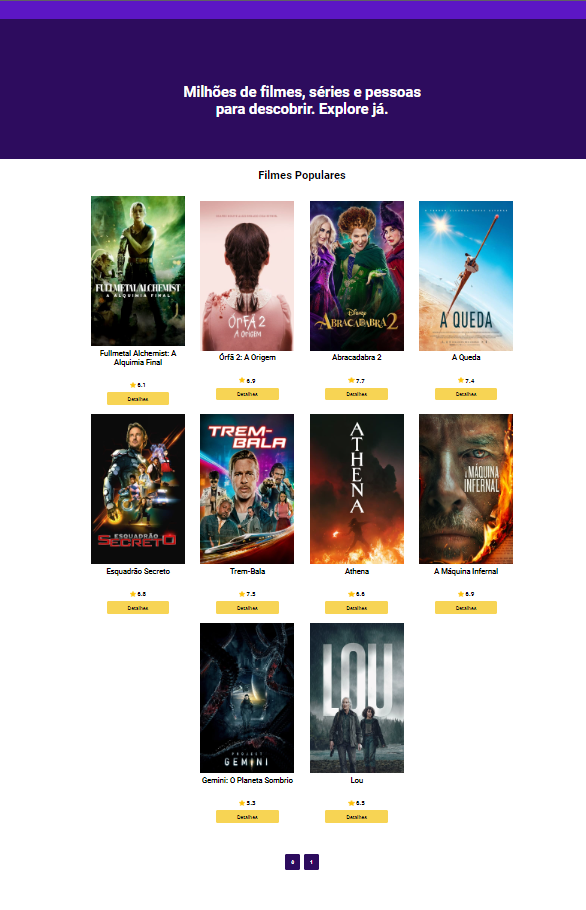 Milhões de filmes, séries e pessoas
para descobrir. Explore já.
Filmes Populares
FULLMETAL ALCHEMIST
A ALQUIMIA FINAL
Fullmetal Alchemist: A
Alquimia Final
6.1
Detalhes
ÓRFÃ 2
A ORIGEM
Órfã 2: A Origem
6.9
Detalhes
Disney
ABRACADABRA 2
Abracadabra 2
7.7
Detalhes
A QUEDA
A Queda
7.4
Detalhes
ESQUADRÃO
SECRETO
Esquadrão Secreto
6.8
Detalhes
TREM-
BALA
Trem-Bala
7.5
Detalhes
ATHENA
Athena
6.6
Detalhes
A MÁQUINA
INFERNAL
A Máquina Infernal
6.9
Detalhes
PROJECT
GEMINI
Gemini: O Planeta Sombrio
5.3
Detalhes
LOU
Lou
6.5
Detalhes
0 1